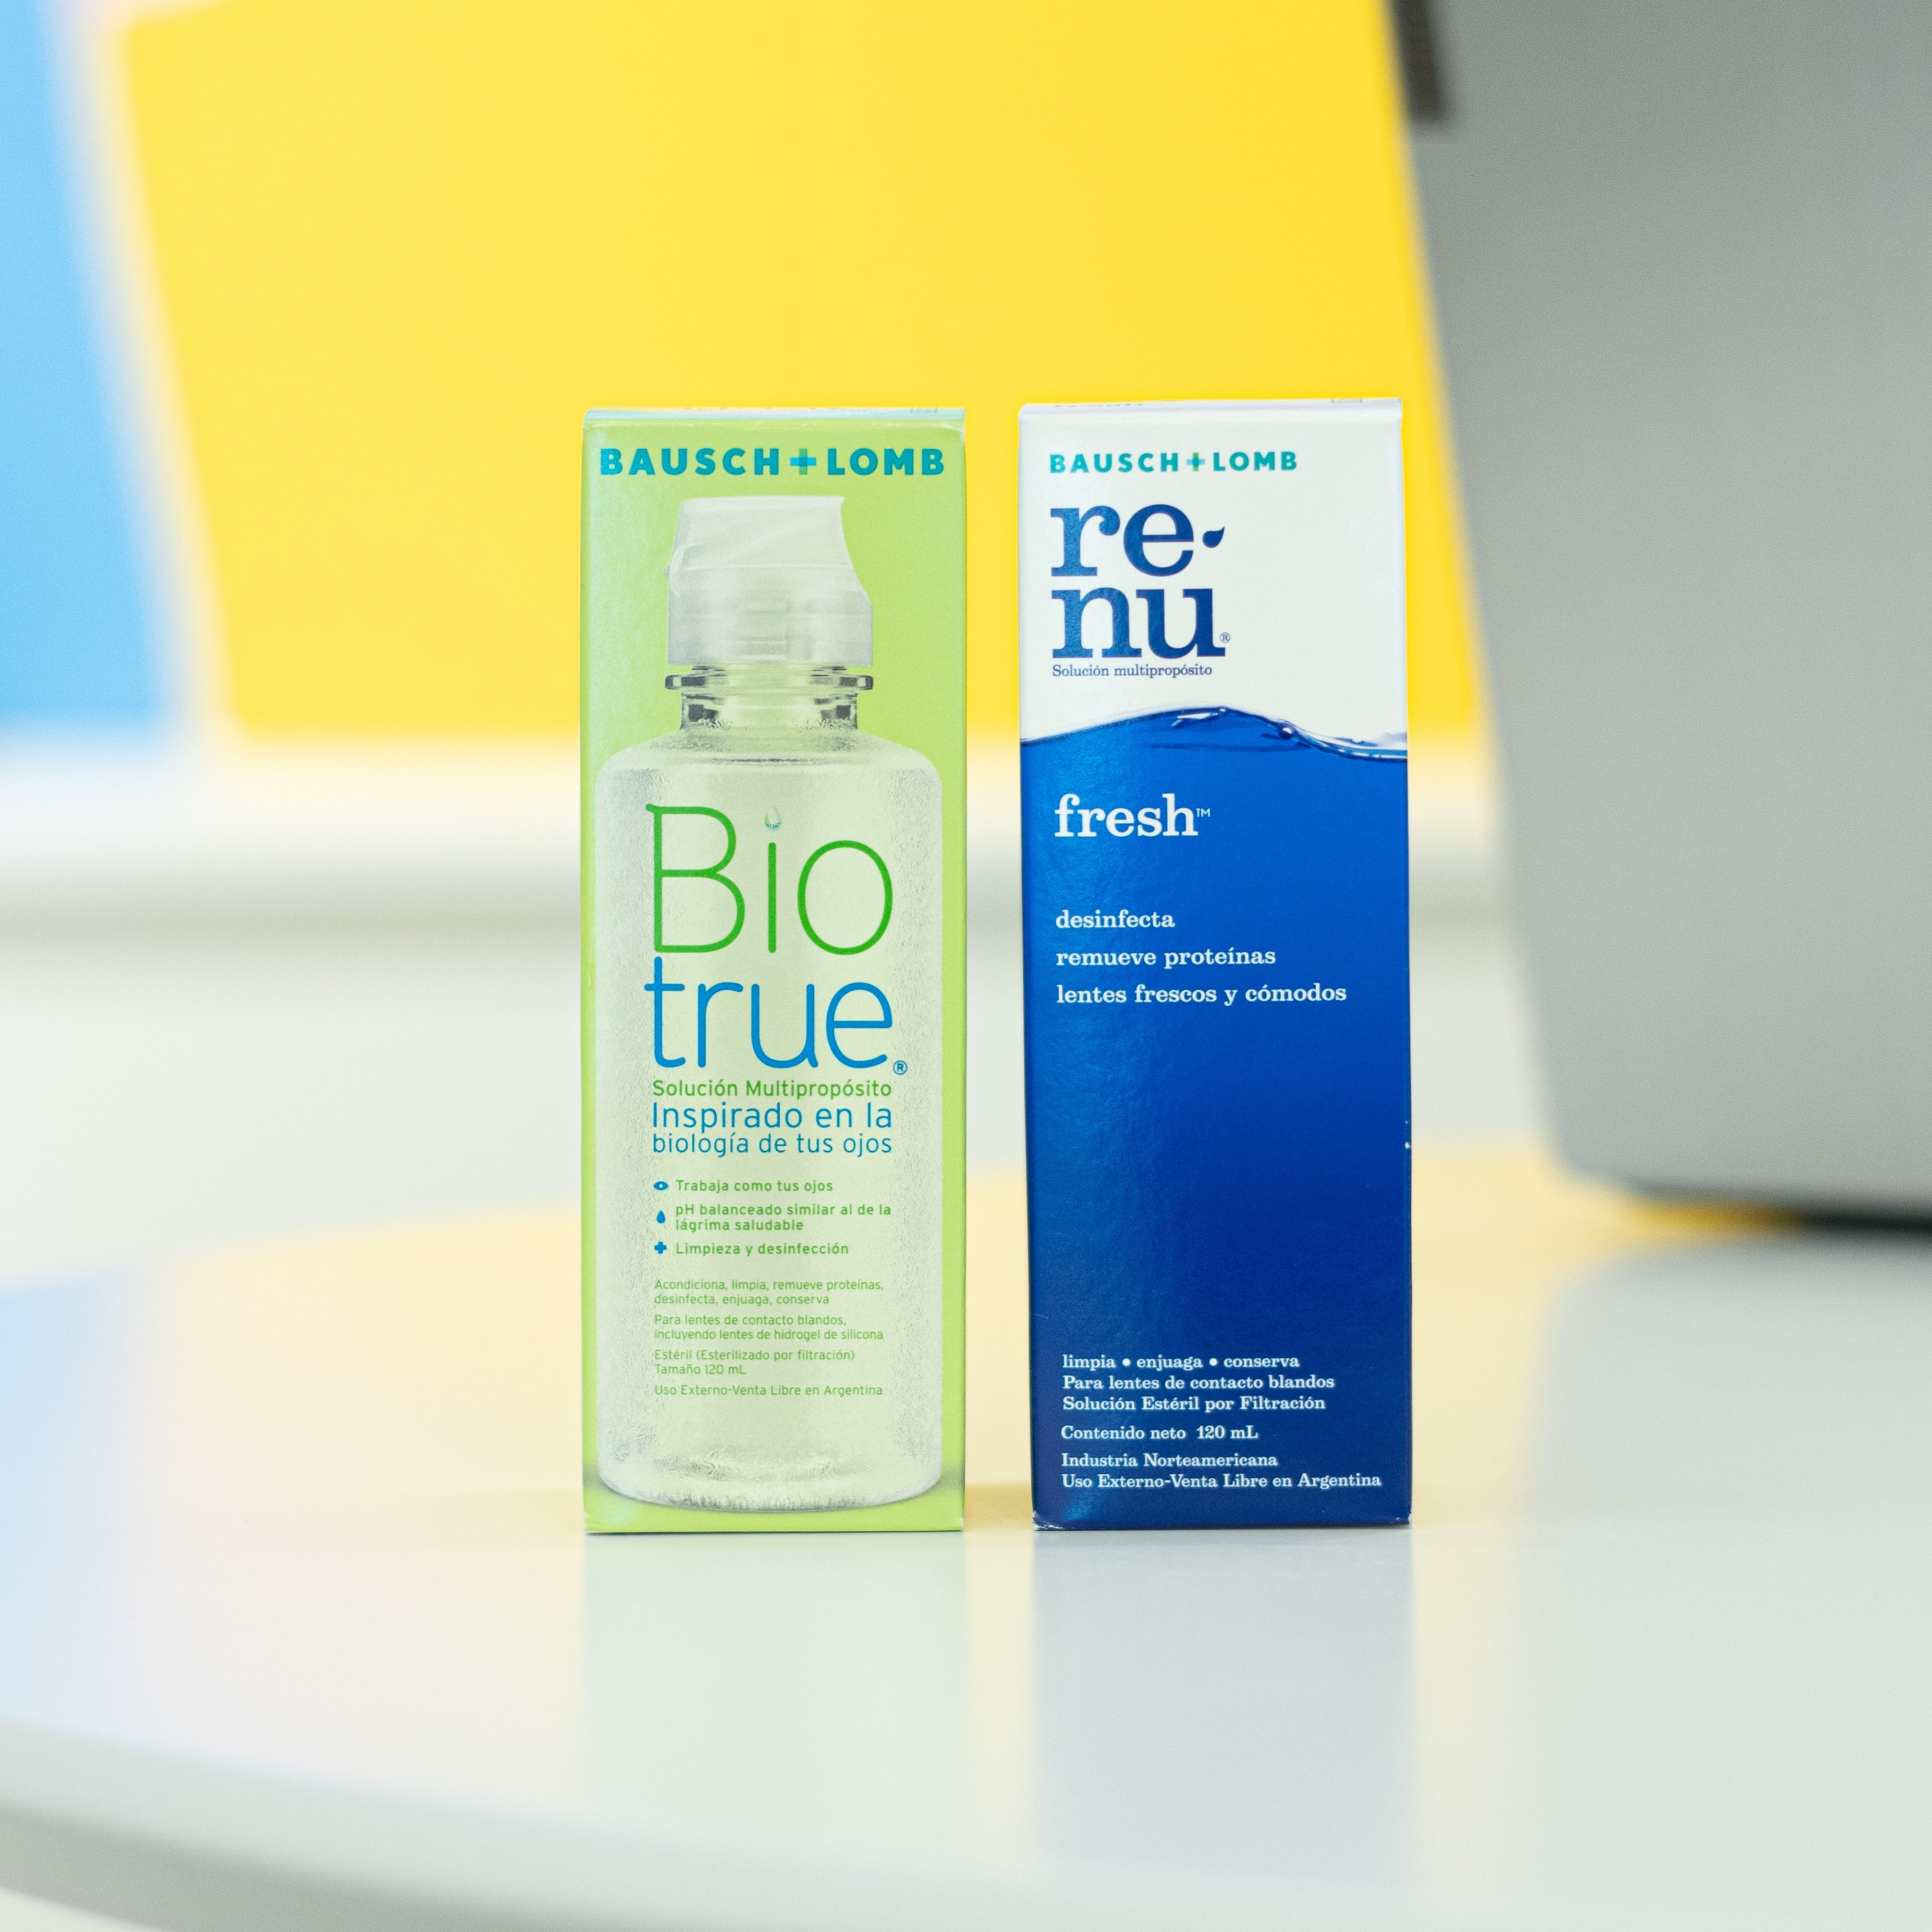 BAUSCH + LOMB
Bio
true®
Solución Multipropósito
Inspirado en la
biología de tus ojos
Trabaja como tus ojos
pH balanceado similar al de la
lágrima saludable
Limpieza y desinfección
Acondiciona, limpia, remueve proteínas,
desinfecta, enjuaga, conserva
Para lentes de contacto blandos,
incluyendo lentes de hidrogel de silicona
Estéril (Esterilizado por filtración)
Tamaño 120 mL
Uso Externo-Venta Libre en Argentina
BAUSCH + LOMB
re-
nu®
Solución multipropósito
fresh™
desinfecta
remueve proteínas
lentes frescos y cómodos
limpia • enjuaga • conserva
Para lentes de contacto blandos
Solución Estéril por Filtración
Contenido neto 120 mL
Industria Norteamericana
Uso Externo-Venta Libre en Argentina